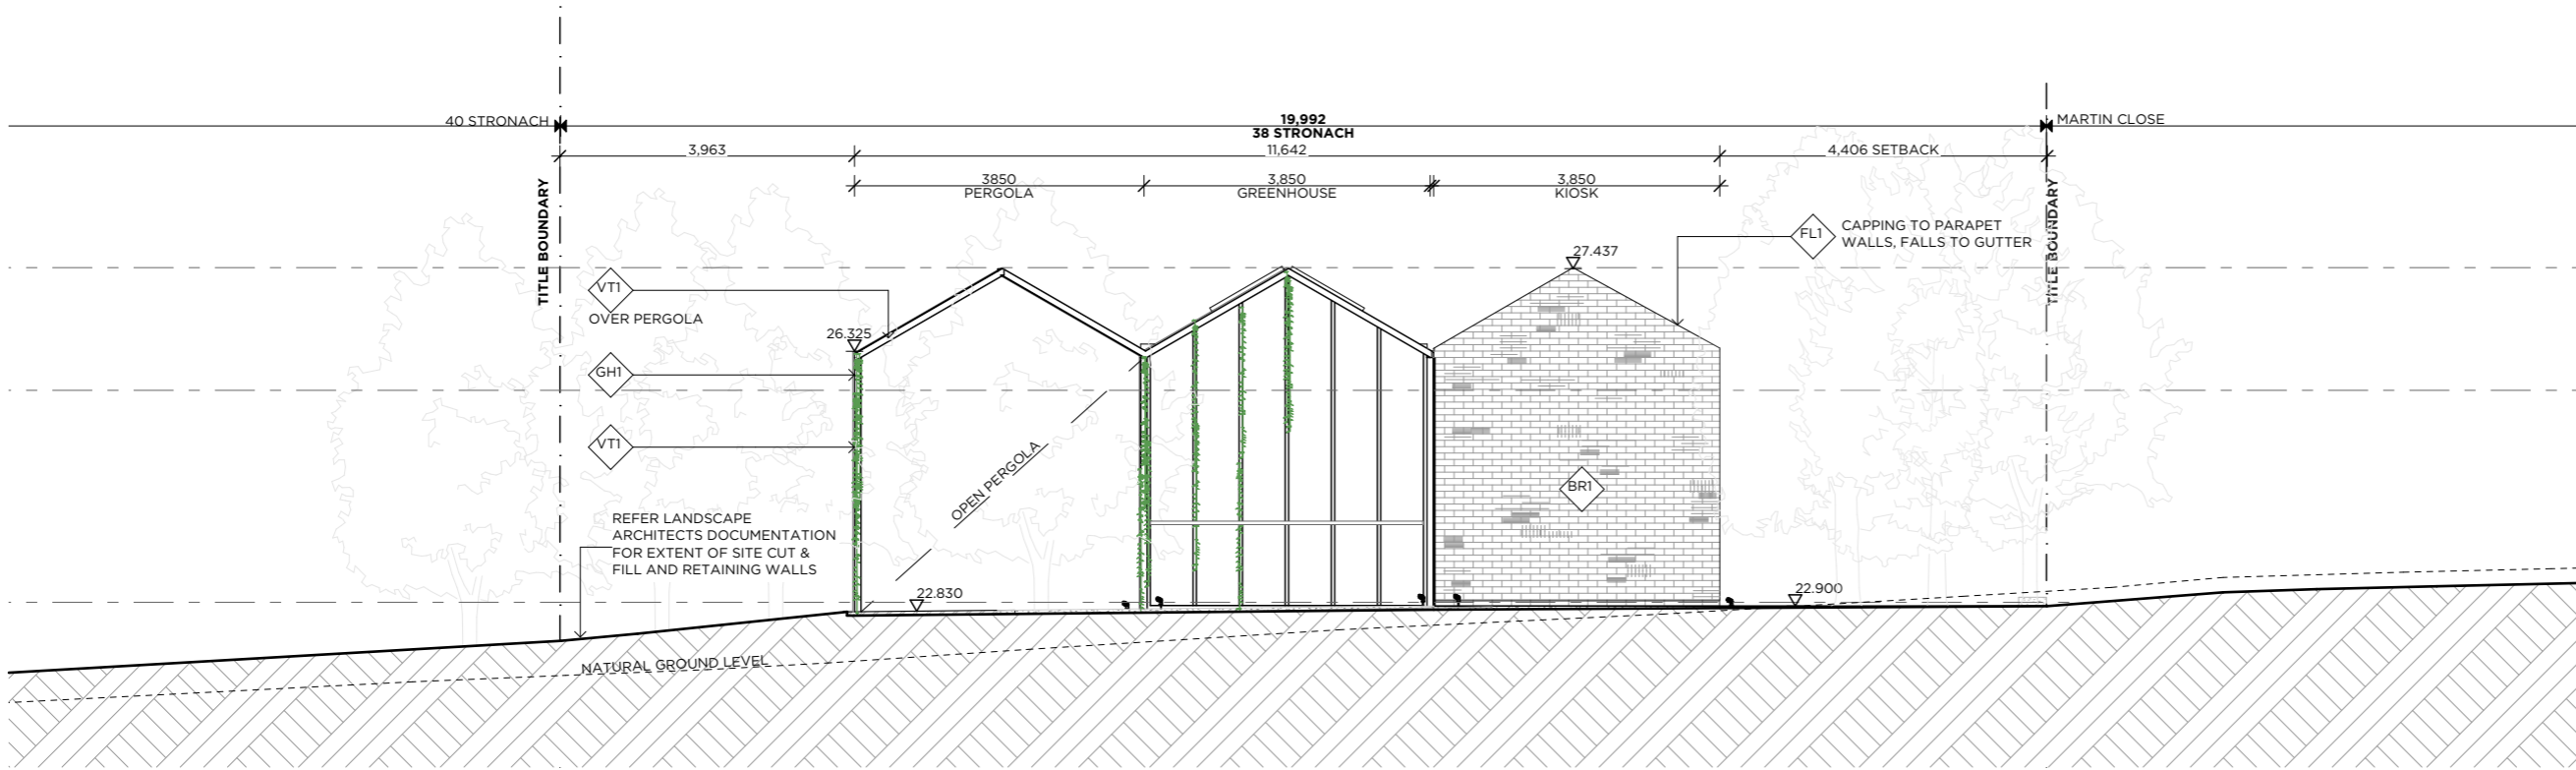 40 STRONACH
19,992
38 STRONACH
MARTIN CLOSE
3,963
11,642
4,406 SETBACK
3850
PERGOLA
3,850
GREENHOUSE
3,850
KIOSK
TITLE BOUNDARY
TITLE BOUNDARY
FL1
CAPPING TO PARAPET
WALLS, FALLS TO GUTTER
27.437
VT1
OVER PERGOLA
26.325
GH1
VT1
OPEN PERGOLA
BR1
REFER LANDSCAPE
ARCHITECTS DOCUMENTATION
FOR EXTENT OF SITE CUT &
FILL AND RETAINING WALLS
22.830
22.900
NATURAL GROUND LEVEL